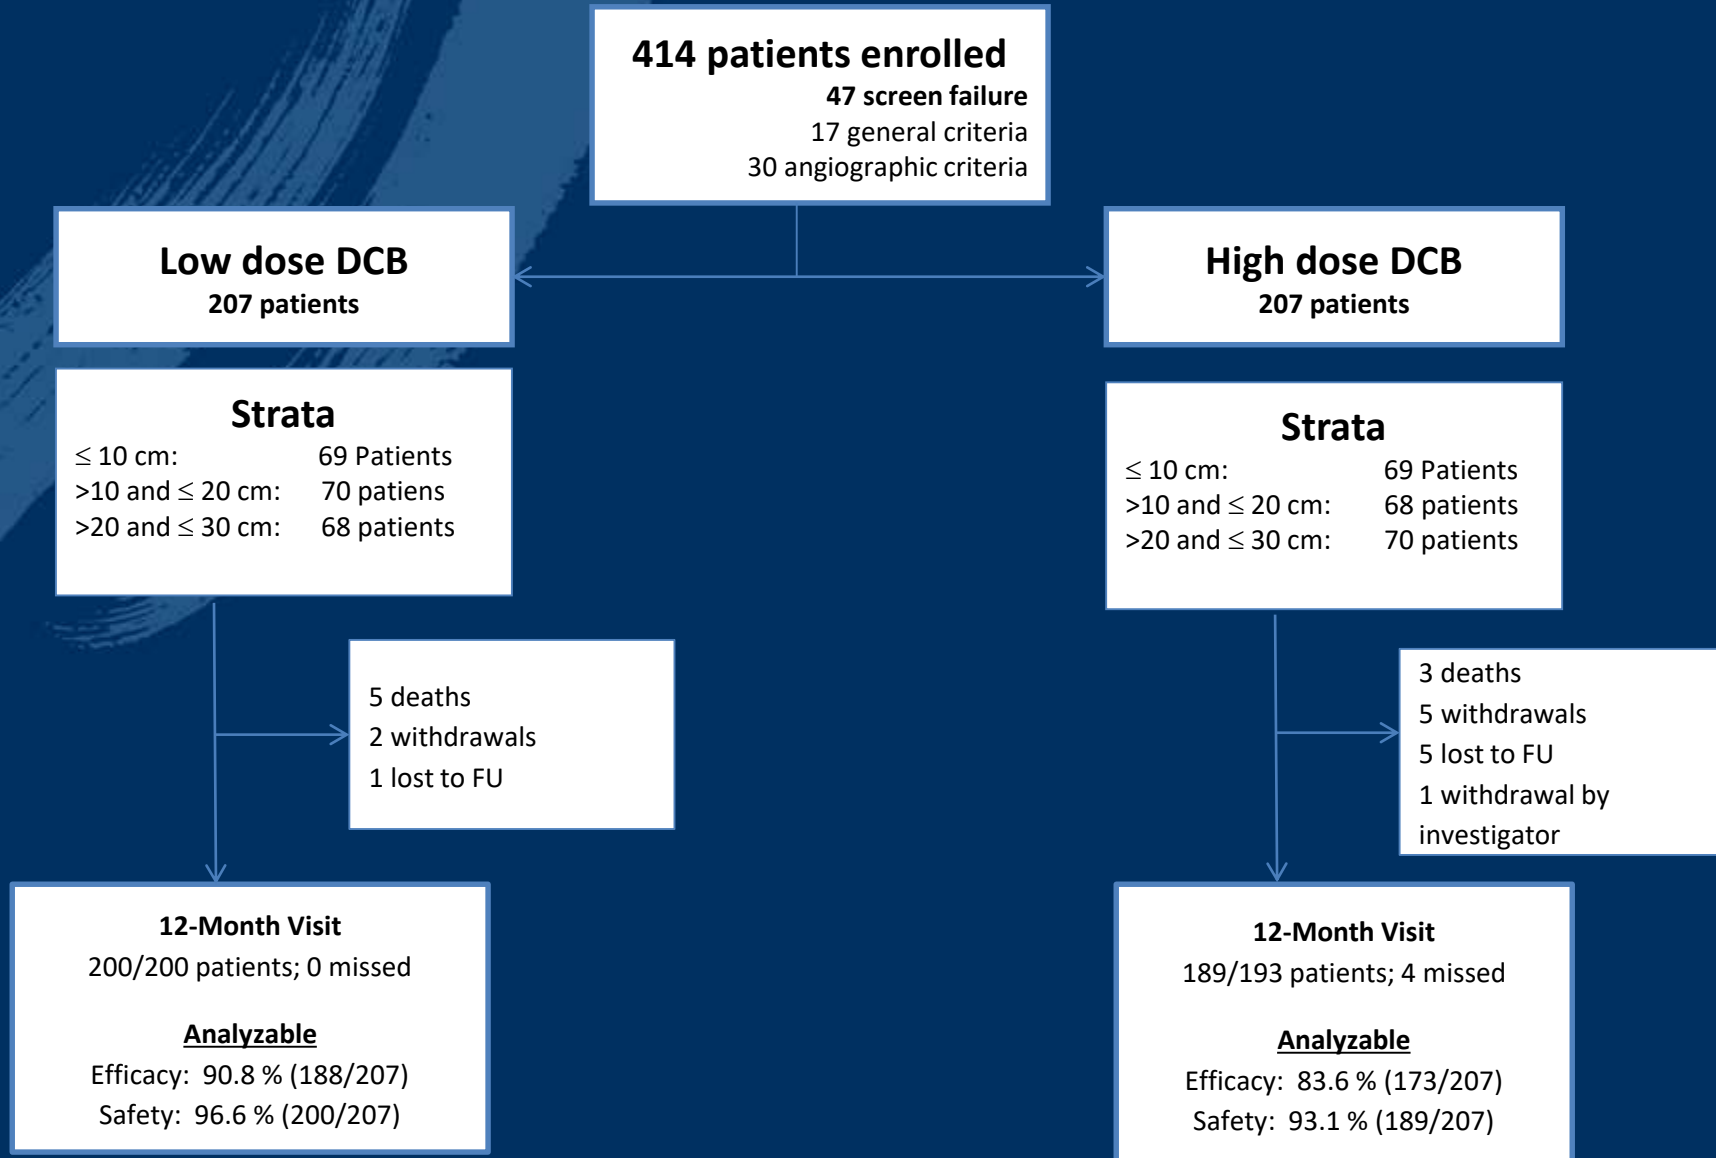 414 patients enrolled
47 screen failure
17 general criteria
30 angiographic criteria
Low dose DCB
207 patients
High dose DCB
207 patients
Strata
≤ 10 cm: 69 Patients
>10 and ≤ 20 cm: 70 patiens
>20 and ≤ 30 cm: 68 patients
Strata
≤ 10 cm: 69 Patients
>10 and ≤ 20 cm: 68 patients
>20 and ≤ 30 cm: 70 patients
5 deaths
2 withdrawals
1 lost to FU
3 deaths
5 withdrawals
5 lost to FU
1 withdrawal by
investigator
12-Month Visit
200/200 patients; 0 missed
Analyzable
Efficacy: 90.8 % (188/207)
Safety: 96.6 % (200/207)
12-Month Visit
189/193 patients; 4 missed
Analyzable
Efficacy: 83.6 % (173/207)
Safety: 93.1 % (189/207)